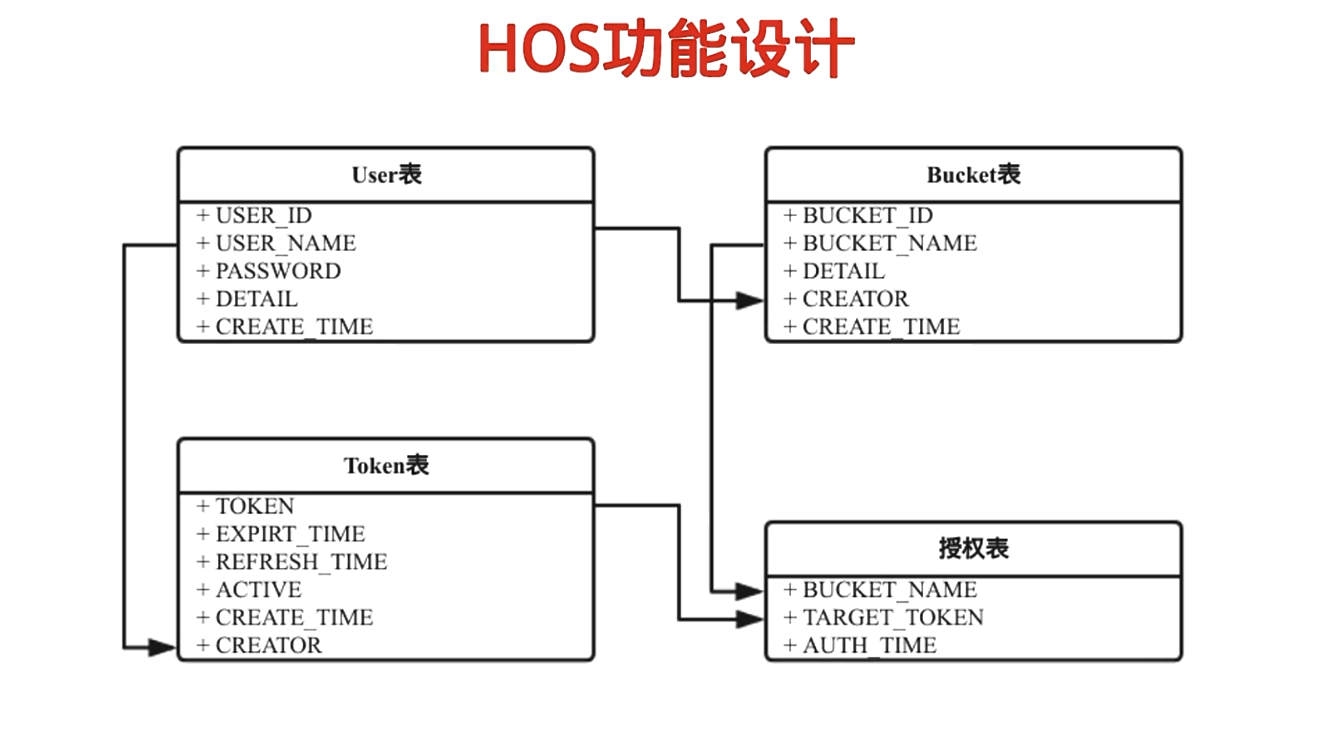 HOS功能设计
User表
+ USER_ID
+ USER_NAME
+ PASSWORD
+ DETAIL
+ CREATE_TIME
Bucket表
+ BUCKET_ID
+ BUCKET_NAME
+ DETAIL
+ CREATOR
+ CREATE_TIME
Token表
+ TOKEN
+ EXPIRT_TIME
+ REFRESH_TIME
+ ACTIVE
+ CREATE_TIME
+ CREATOR
授权表
+ BUCKET_NAME
+ TARGET_TOKEN
+ AUTH_TIME